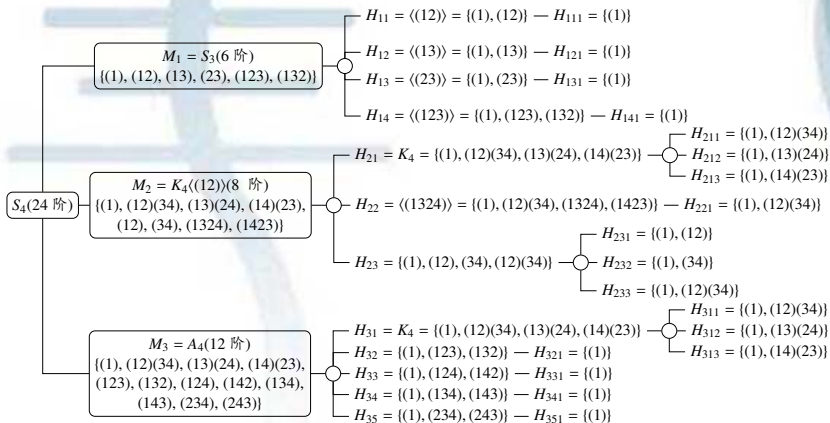 S₄(24 阶)
M₁ = S₃(6 阶)
{(1), (12), (13), (23), (123), (132)}
H₁₁ = ⟨(12)⟩ = {(1), (12)} — H₁₁₁ = {(1)}
H₁₂ = ⟨(13)⟩ = {(1), (13)} — H₁₂₁ = {(1)}
H₁₃ = ⟨(23)⟩ = {(1), (23)} — H₁₃₁ = {(1)}
H₁₄ = ⟨(123)⟩ = {(1), (123), (132)} — H₁₄₁ = {(1)}
M₂ = K₄⟨(12)⟩(8 阶)
{(1), (12)(34), (13)(24), (14)(23),
(12), (34), (1324), (1423)}
H₂₁ = K₄ = {(1), (12)(34), (13)(24), (14)(23)}
H₂₁₁ = {(1), (12)(34)}
H₂₁₂ = {(1), (13)(24)}
H₂₁₃ = {(1), (14)(23)}
H₂₂ = ⟨(1324)⟩ = {(1), (12)(34), (1324), (1423)} — H₂₂₁ = {(1), (12)(34)}
H₂₃ = {(1), (12), (34), (12)(34)}
H₂₃₁ = {(1), (12)}
H₂₃₂ = {(1), (34)}
H₂₃₃ = {(1), (12)(34)}
M₃ = A₄(12 阶)
{(1), (12)(34), (13)(24), (14)(23),
(123), (132), (124), (142), (134),
(143), (234), (243)}
H₃₁ = K₄ = {(1), (12)(34), (13)(24), (14)(23)}
H₃₁₁ = {(1), (12)(34)}
H₃₁₂ = {(1), (13)(24)}
H₃₁₃ = {(1), (14)(23)}
H₃₂ = {(1), (123), (132)} — H₃₂₁ = {(1)}
H₃₃ = {(1), (124), (142)} — H₃₃₁ = {(1)}
H₃₄ = {(1), (134), (143)} — H₃₄₁ = {(1)}
H₃₅ = {(1), (234), (243)} — H₃₅₁ = {(1)}